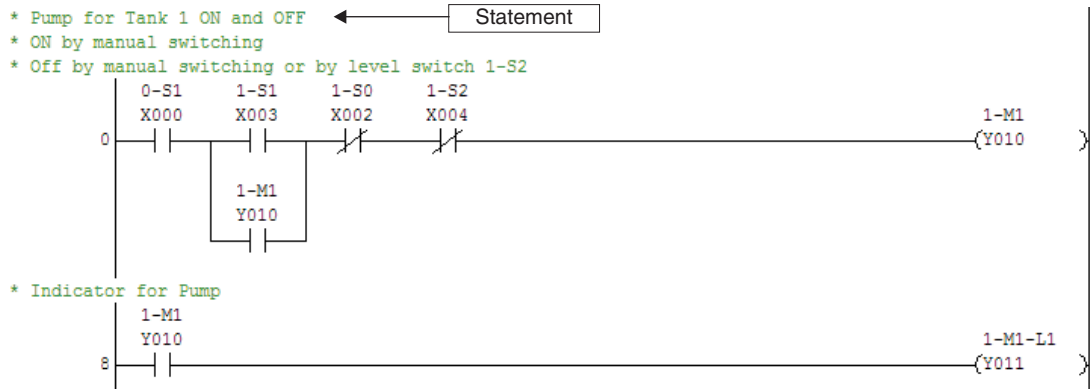 * Pump for Tank 1 ON and OFF Statement
* ON by manual switching
* Off by manual switching or by level switch 1-S2
0-S1 1-S1 1-S0 1-S2
X000 X003 X002 X004 1-M1
0 (Y010 )
1-M1
Y010
* Indicator for Pump
1-M1
Y010 1-M1-L1
8 (Y011 )